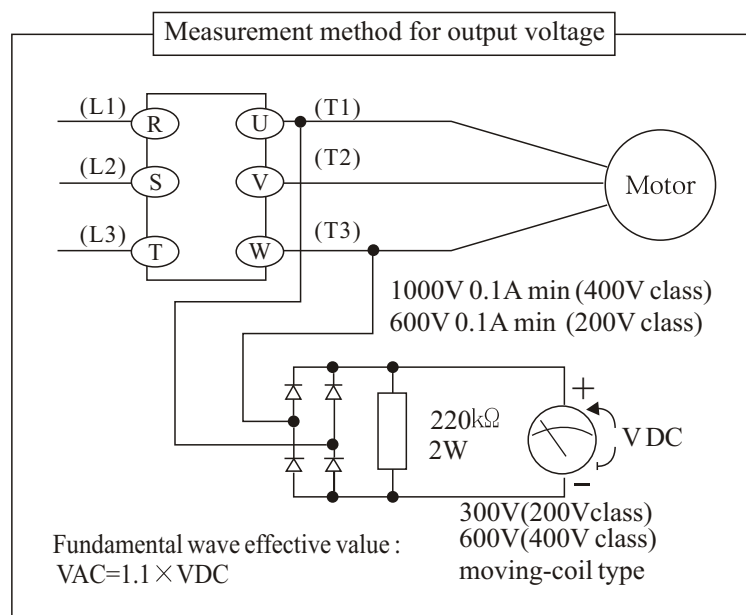 Measurement method for output voltage
(L1)
R
U
(T1)
(L2)
S
V
(T2)
Motor
(L3)
T
W
(T3)
1000V 0.1A min (400V class)
600V 0.1A min (200V class)
+
220kΩ
2W
V DC
−
300V(200Vclass)
600V(400V class)
moving-coil type
Fundamental wave effective value :
VAC=1.1×VDC